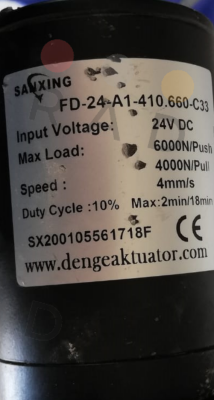 SANXING
FD-24-A1-410.660-C33
Input Voltage: 24V DC
Max Load: 6000N/Push
4000N/Pull
Speed : 4mm/s
Duty Cycle :10% Max:2min/18min
SX200105561718F CE
www.dengeaktuator.com